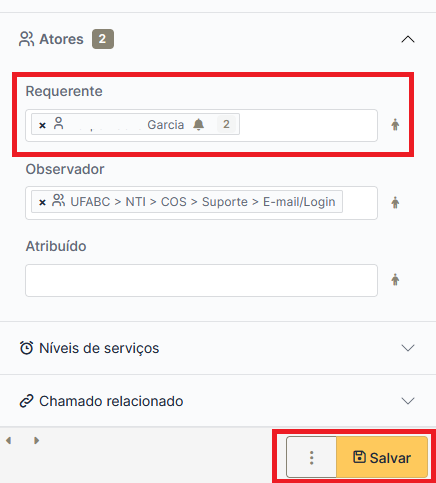 Atores 2
Requerente
× , Garcia 2
Observador
× UFABC > NTI > COS > Suporte > E-mail/Login
Atribuído
Níveis de serviços
Chamado relacionado
Salvar